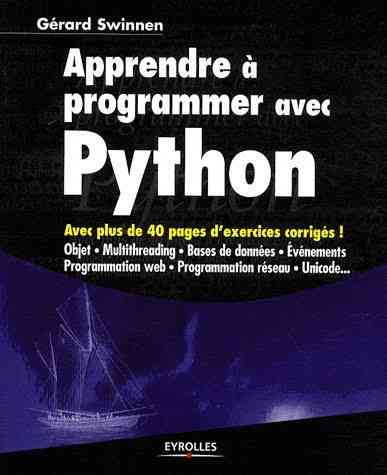 Gérard Swinnen
Apprendre à
programmer avec
Python
Avec plus de 40 pages d'exercices corrigés !
Objet • Multithreading • Bases de données • Événements
Programmation web • Programmation réseau • Unicode...
EYROLLES